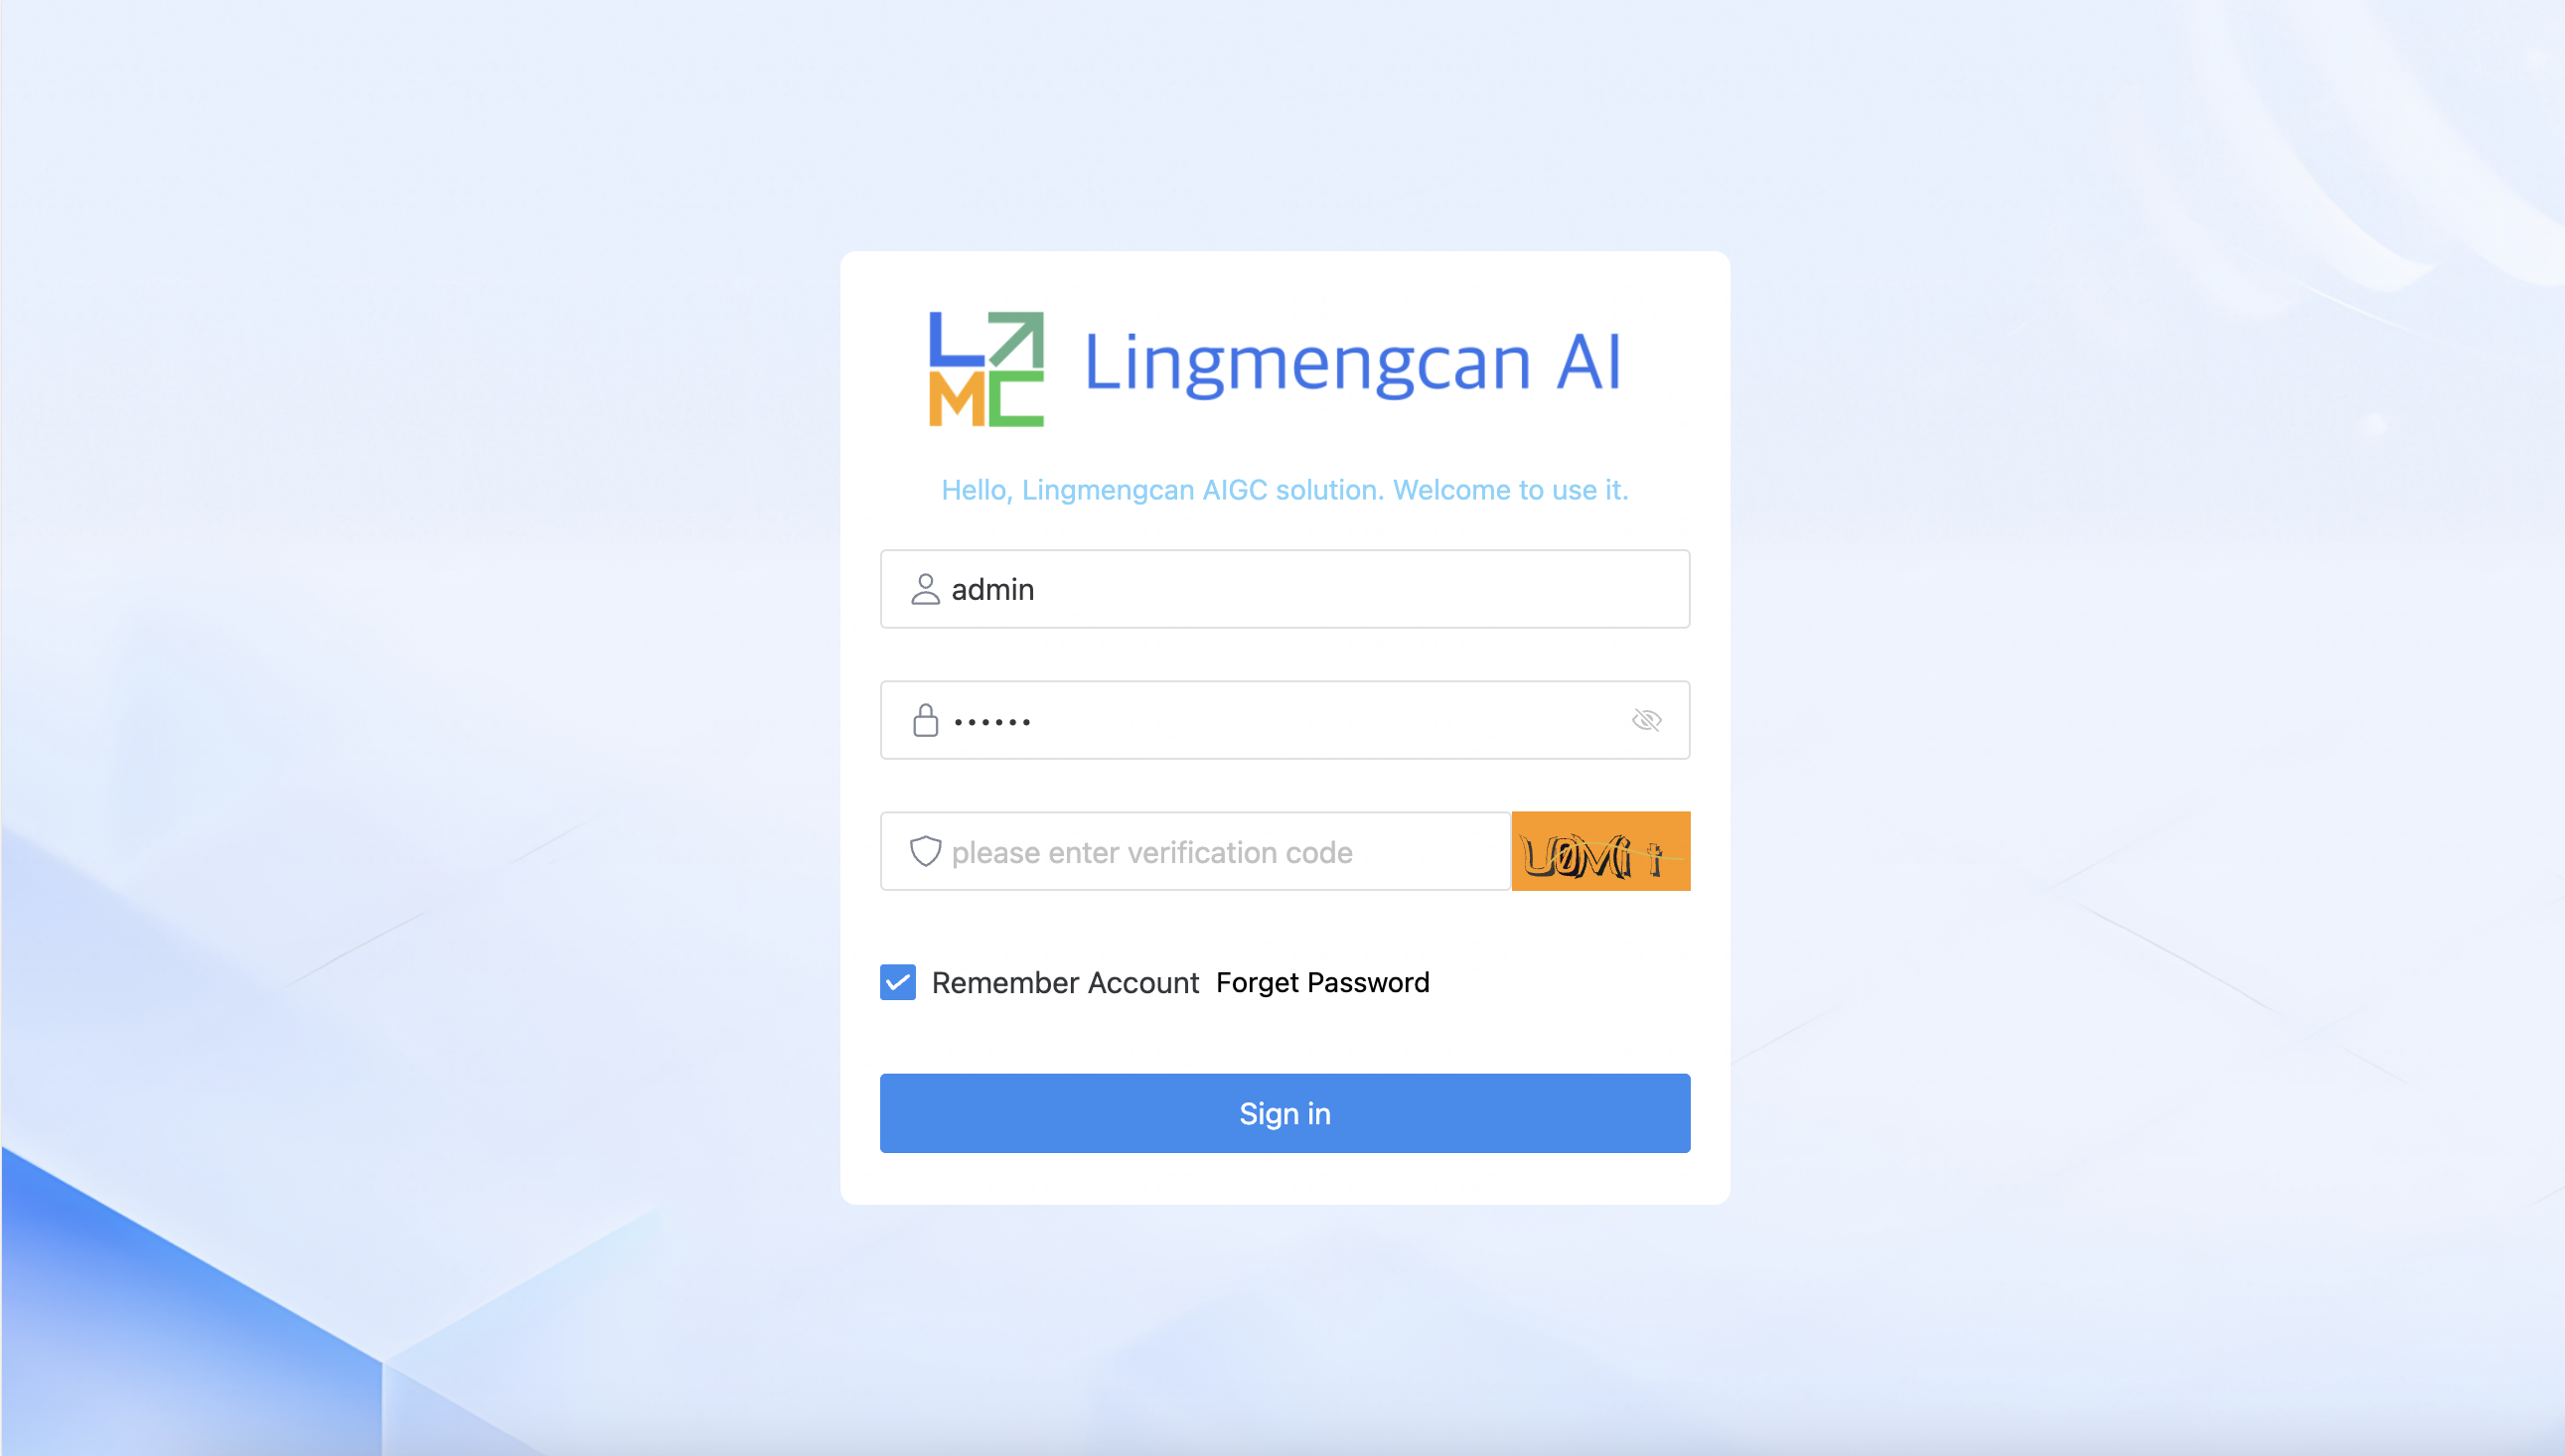 LMC
Lingmengcan AI
Hello, Lingmengcan AIGC solution. Welcome to use it.
admin
••••••
please enter verification code
Remember Account Forget Password
Sign in